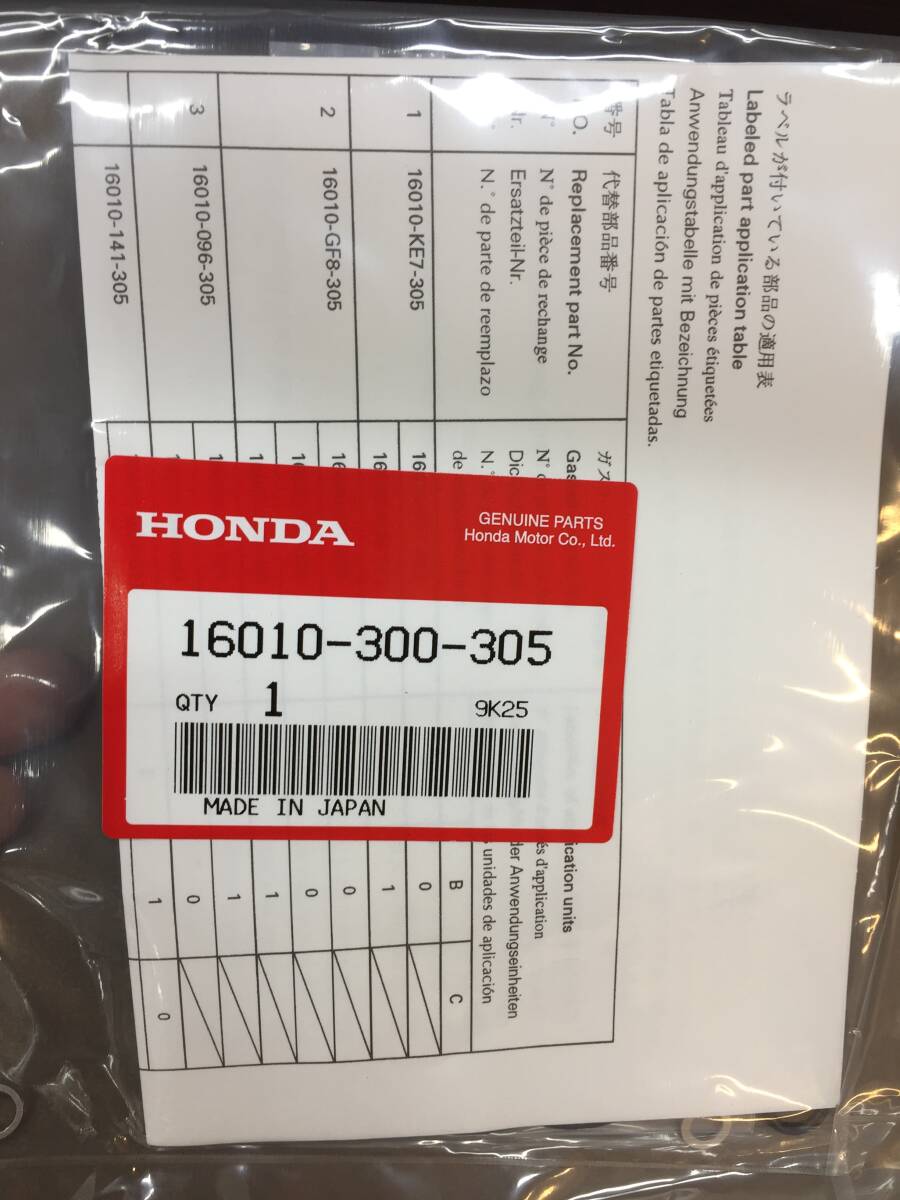 ラベルが付いている部品の適用表
Labeled part application table
Tableau d'application de pièces étiquetées
Anwendungstabelle mit Bezeichnung
Tabla de aplicación de partes etiquetadas.
番号
代替部品番号
Replacement part No.
N° de pièce de rechange
Ersatzteil-Nr.
N.° de parte de reemplazo
1 16010-KE7-305
2 16010-GF8-305
3 16010-096-305
16010-141-305
HONDA
GENUINE PARTS
Honda Motor Co., Ltd.
16010-300-305
QTY 1 9K25
MADE IN JAPAN
units
d'application
Anwendungseinheiten
unidades de aplicación
B C
0
1
0
0
1
1
0
1 0